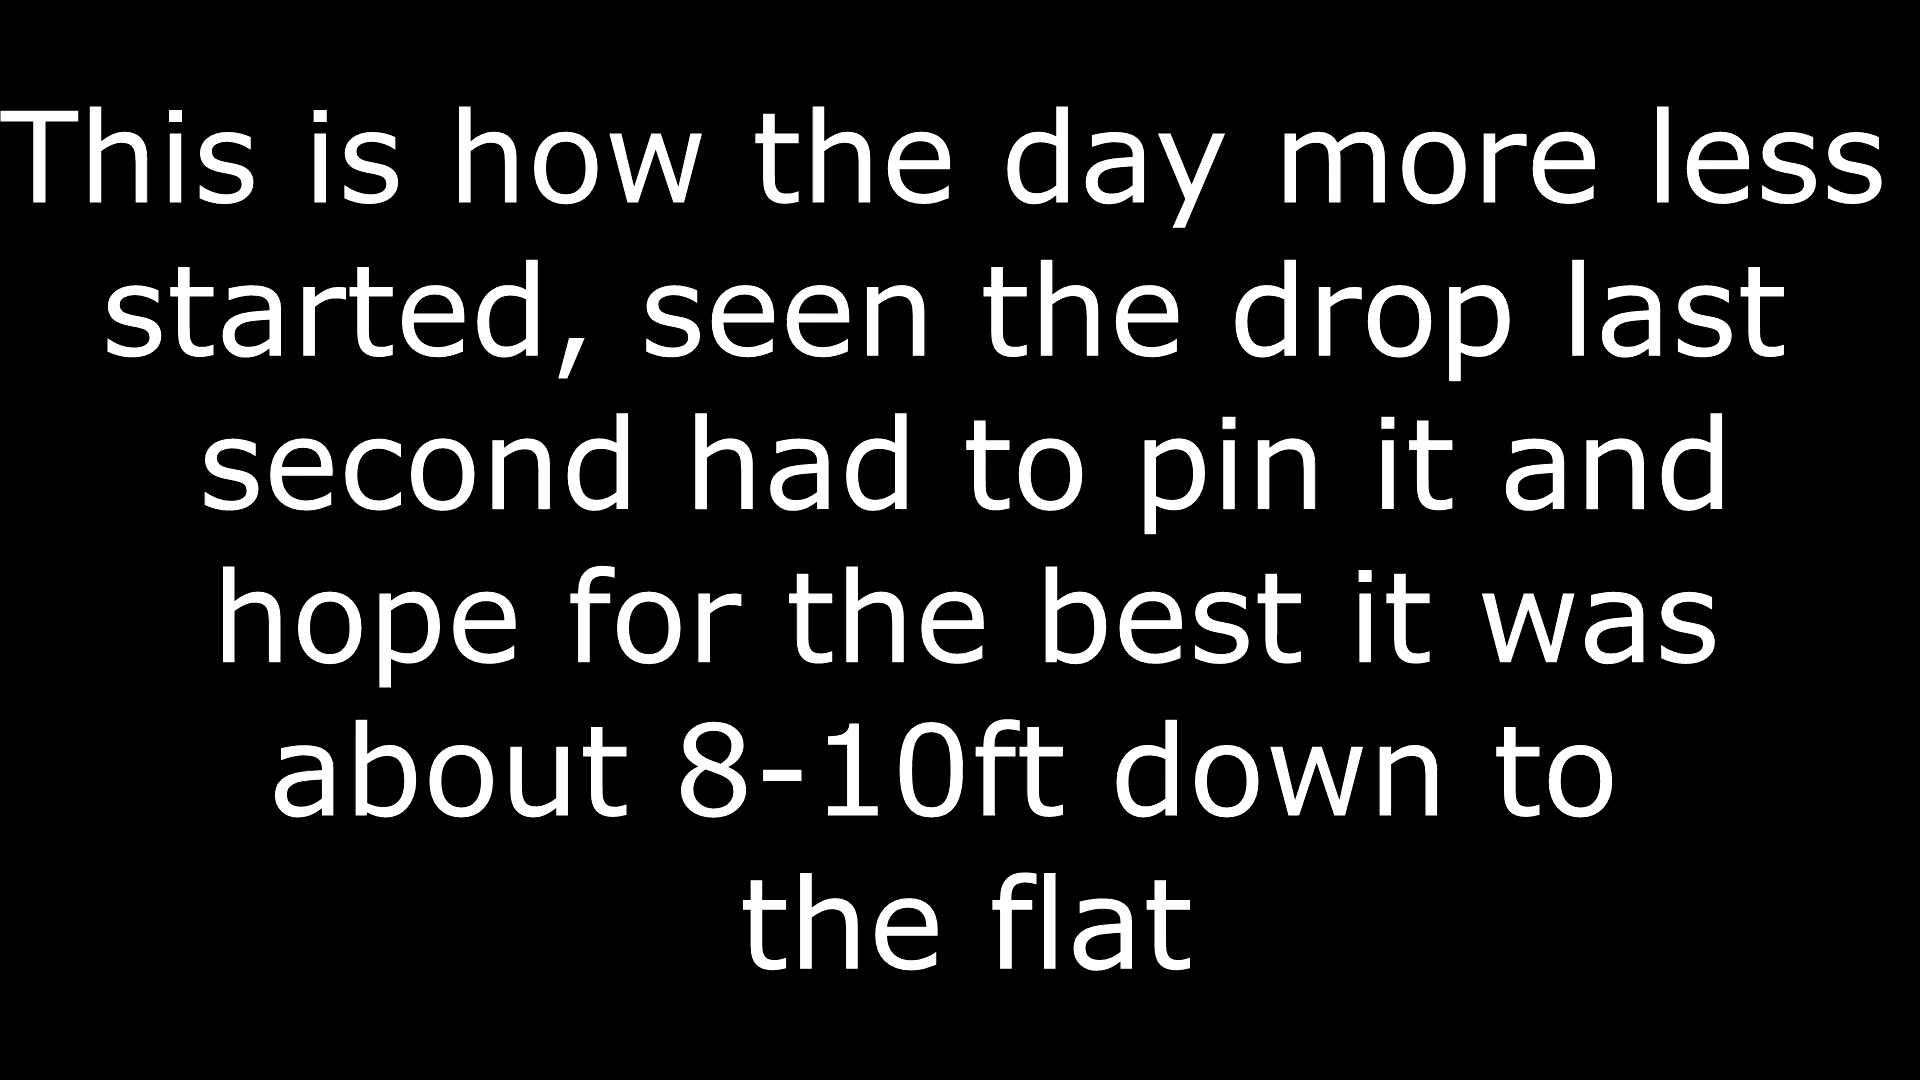 This is how the day more less
started, seen the drop last
second had to pin it and
hope for the best it was
about 8-10ft down to
the flat